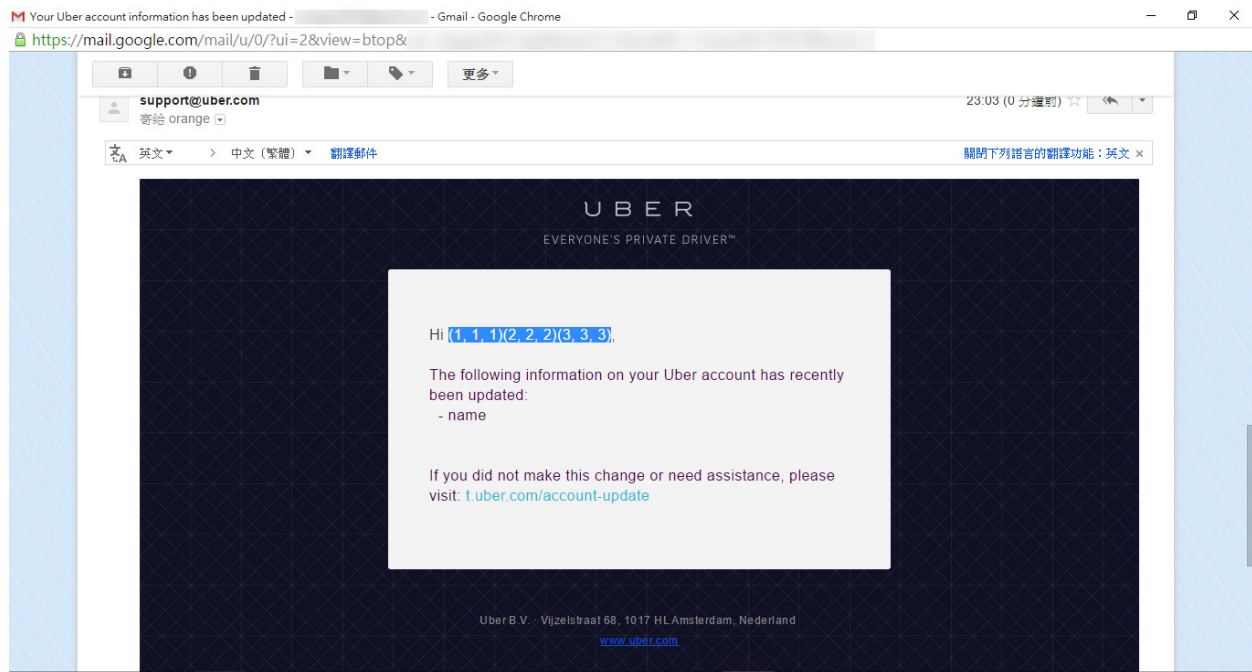 Your Uber account information has been updated - - Gmail - Google Chrome
https://mail.google.com/mail/u/0/?ui=2&view=btop&
更多
support@uber.com 23:03 (0 分鐘前)
寄給 orange
英文 > 中文（繁體） 翻譯郵件 關閉下列語言的翻譯功能：英文 ×
UBER
EVERYONE'S PRIVATE DRIVER™
Hi (1, 1, 1)(2, 2, 2)(3, 3, 3),
The following information on your Uber account has recently
been updated:
- name
If you did not make this change or need assistance, please
visit: t.uber.com/account-update
Uber B.V. · Vijzelstraat 68, 1017 HL Amsterdam, Nederland
www.uber.com